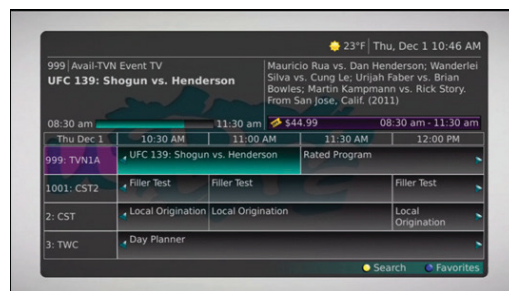 23°F Thu, Dec 1 10:46 AM
999 Avail-TVN Event TV
UFC 139: Shogun vs. Henderson
Mauricio Rua vs. Dan Henderson; Wanderlei
Silva vs. Cung Le; Urijah Faber vs. Brian
Bowles; Martin Kampmann vs. Rick Story.
From San Jose, Calif. (2011)
08:30 am 11:30 am $44.99 08:30 am - 11:30 am
Thu Dec 1 10:30 AM 11:00 AM 11:30 AM 12:00 PM
999: TVN1A UFC 139: Shogun vs. Henderson Rated Program
1001: CST2 Filler Test Filler Test Filler Test
2: CST Local Origination Local Origination Local
Origination
3: TWC Day Planner
Search Favorites